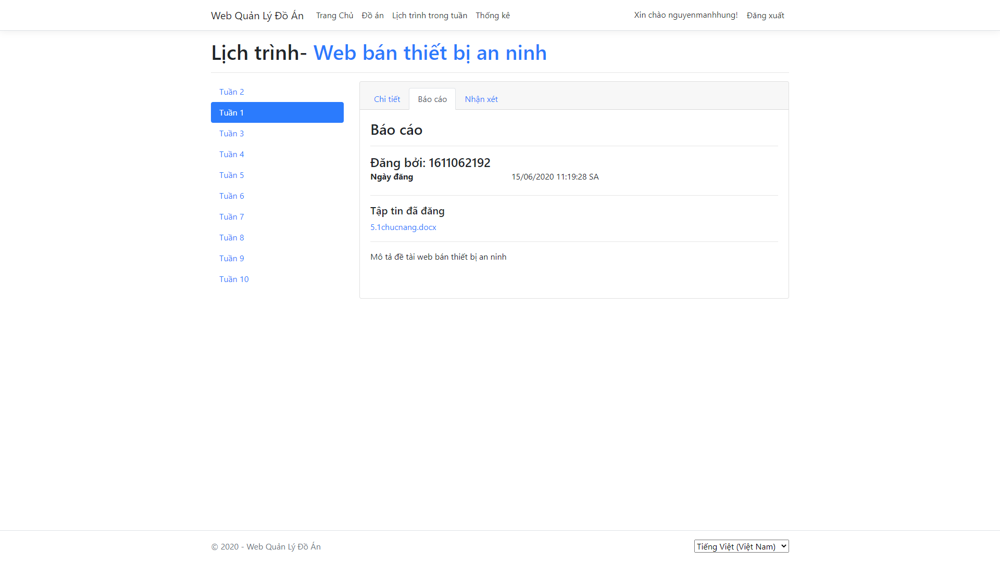 Web Quản Lý Đồ Án Trang Chủ Đồ án Lịch trình trong tuần Thống kê Xin chào nguyenmanhhung! Đăng xuất
Lịch trình- Web bán thiết bị an ninh
Tuần 2
Tuần 1
Tuần 3
Tuần 4
Tuần 5
Tuần 6
Tuần 7
Tuần 8
Tuần 9
Tuần 10
Chi tiết Báo cáo Nhận xét
Báo cáo
Đăng bởi: 1611062192
Ngày đăng 15/06/2020 11:19:28 SA
Tập tin đã đăng
5.1chucnang.docx
Mô tả đề tài web bán thiết bị an ninh
© 2020 - Web Quản Lý Đồ Án Tiếng Việt (Việt Nam)